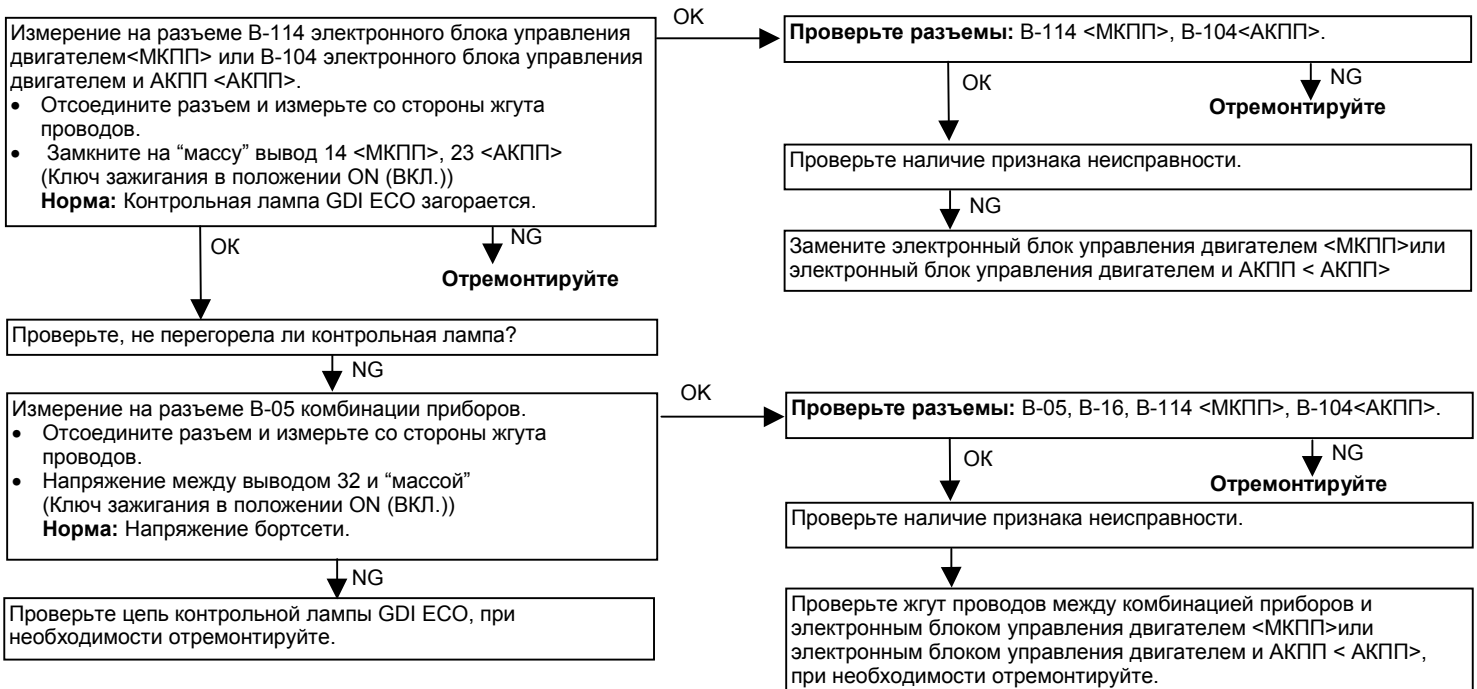 Измерение на разъеме В-114 электронного блока управления
двигателем<МКПП> или В-104 электронного блока управления
двигателем и АКПП <АКПП>.
• Отсоедините разъем и измерьте со стороны жгута
проводов.
• Замкните на “массу” вывод 14 <МКПП>, 23 <АКПП>
(Ключ зажигания в положении ON (ВКЛ.))
Норма: Контрольная лампа GDI ECO загорается.
OK
Проверьте разъемы: В-114 <МКПП>, В-104<АКПП>.
OK
NG
Отремонтируйте
Проверьте наличие признака неисправности.
NG
Замените электронный блок управления двигателем <МКПП>или
электронный блок управления двигателем и АКПП < АКПП>
OK
NG
Отремонтируйте
Проверьте, не перегорела ли контрольная лампа?
NG
Измерение на разъеме В-05 комбинации приборов.
• Отсоедините разъем и измерьте со стороны жгута
проводов.
• Напряжение между выводом 32 и “массой”
(Ключ зажигания в положении ON (ВКЛ.))
Норма: Напряжение бортсети.
OK
Проверьте разъемы: В-05, В-16, В-114 <МКПП>, В-104<АКПП>.
OK
NG
Отремонтируйте
Проверьте наличие признака неисправности.
NG
Проверьте цепь контрольной лампы GDI ECO, при
необходимости отремонтируйте.
Проверьте жгут проводов между комбинацией приборов и
электронным блоком управления двигателем <МКПП>или
электронным блоком управления двигателем и АКПП < АКПП>,
при необходимости отремонтируйте.